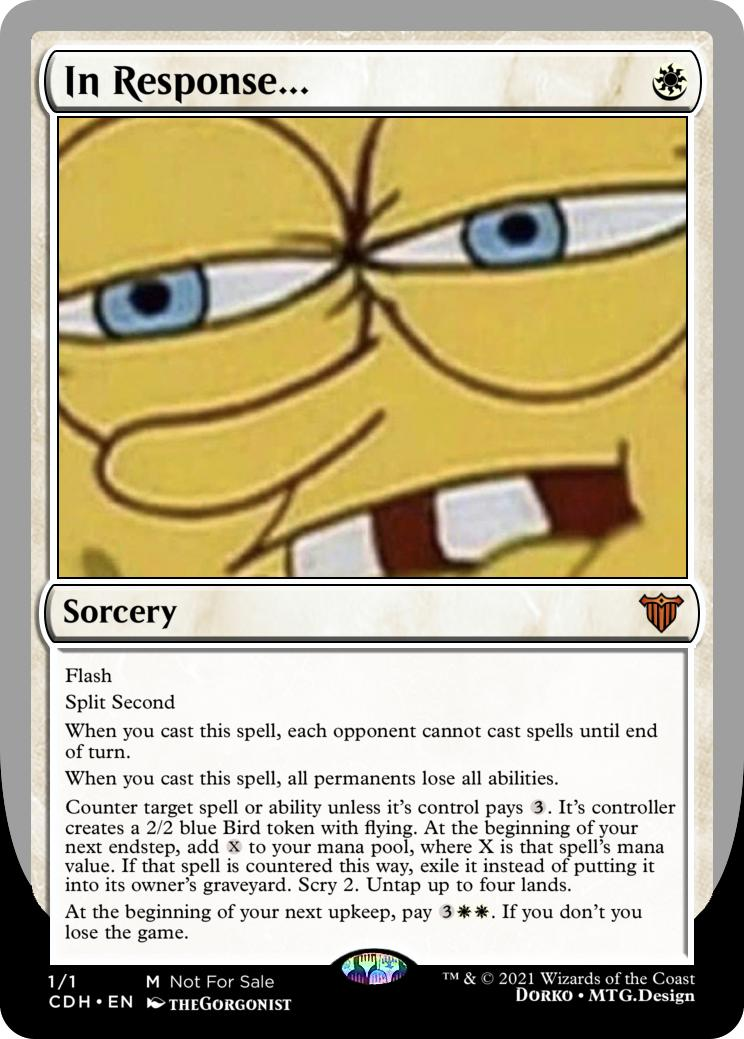 In Response...
Sorcery
Flash
Split Second
When you cast this spell, each opponent cannot cast spells until end
of turn.
When you cast this spell, all permanents lose all abilities.
Counter target spell or ability unless it's control pays 3. It's controller
creates a 2/2 blue Bird token with flying. At the beginning of your
next endstep, add X to your mana pool, where X is that spell's mana
value. If that spell is countered this way, exile it instead of putting it
into its owner's graveyard. Scry 2. Untap up to four lands.
At the beginning of your next upkeep, pay 3. If you don't you
lose the game.
1/1 M Not For Sale
CDH • EN THEGORGONIST
™ & © 2021 Wizards of the Coast
DORKO • MTG.Design